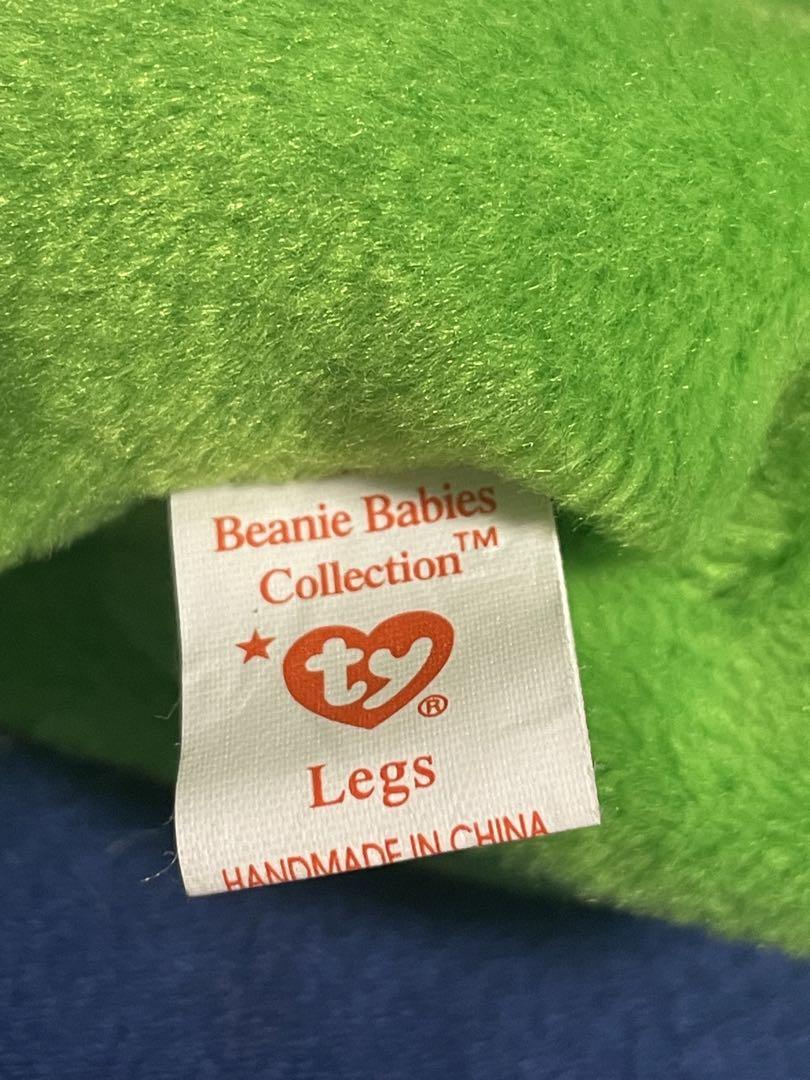 Beanie Babies
Collection™
★ ty®
Legs
HANDMADE IN CHINA